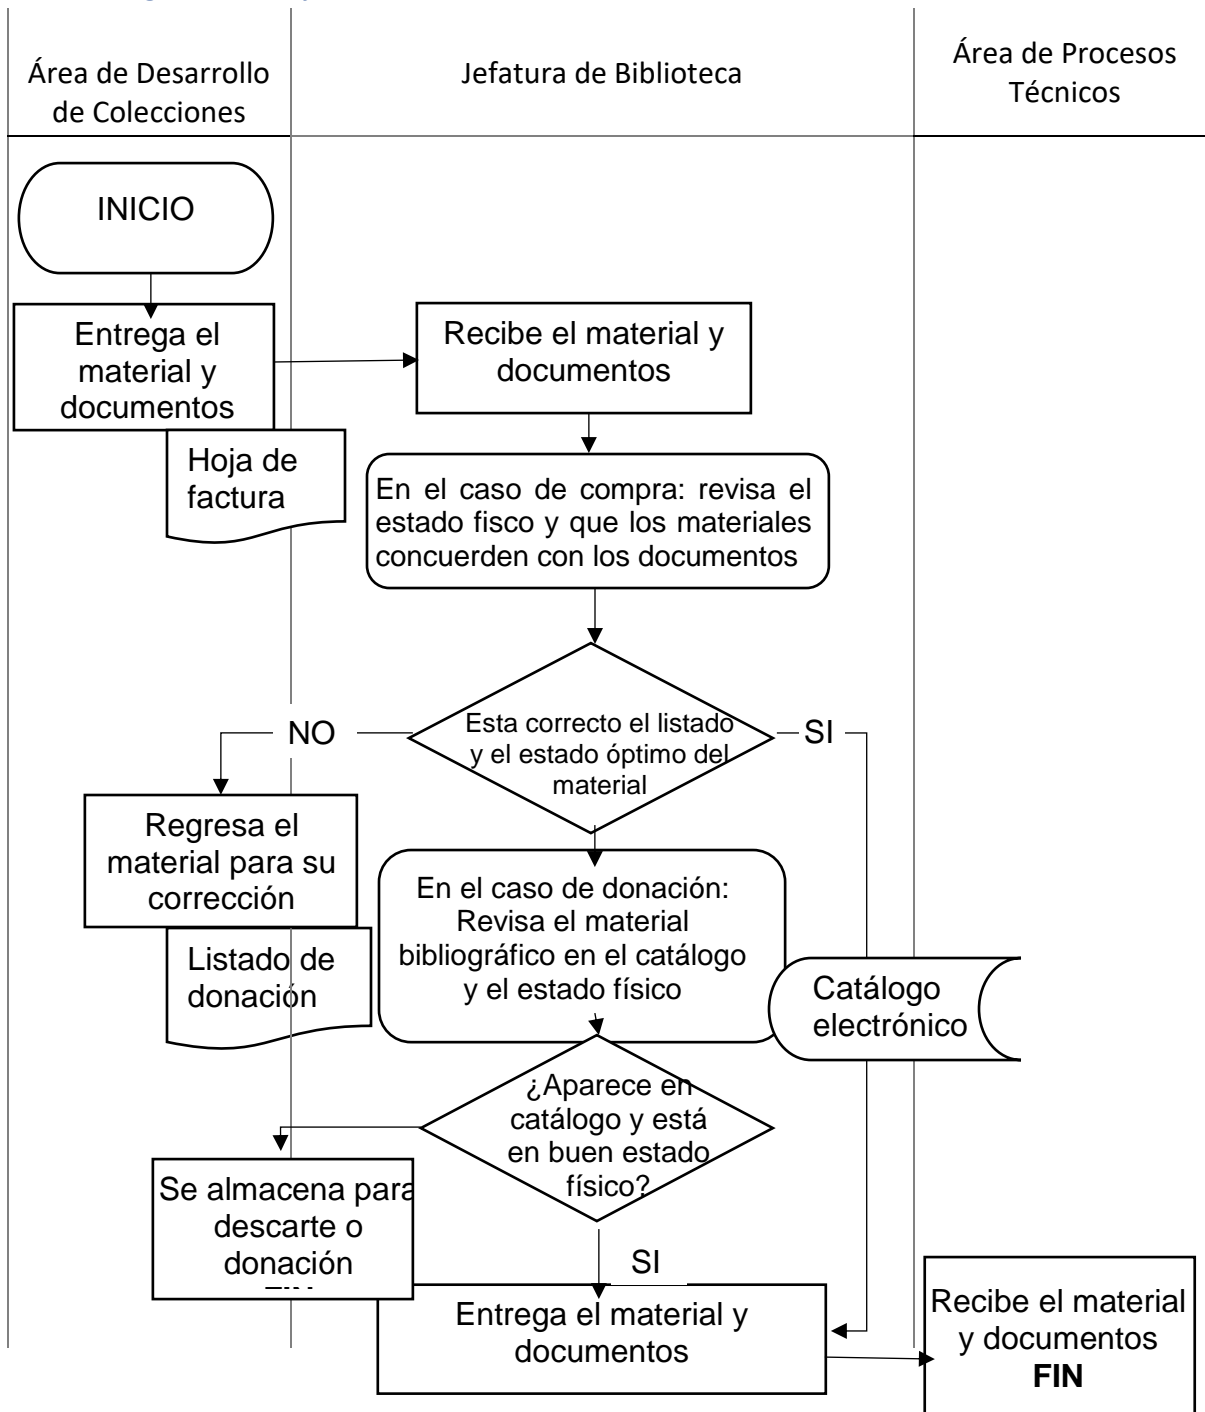 Área de Desarrollo
de Colecciones
Jefatura de Biblioteca
Área de Procesos
Técnicos
INICIO
Entrega el
material y
documentos
Recibe el material y
documentos
Hoja de
factura
En el caso de compra: revisa el
estado fisco y que los materiales
concuerden con los documentos
Esta correcto el listado
y el estado óptimo del
material
NO
SI
Regresa el
material para su
corrección
Listado de
donación
En el caso de donación:
Revisa el material
bibliográfico en el catálogo
y el estado físico
Catálogo
electrónico
¿Aparece en
catálogo y está
en buen estado
físico?
Se almacena para
descarte o
donación
SI
Entrega el material y
documentos
Recibe el material
y documentos
FIN